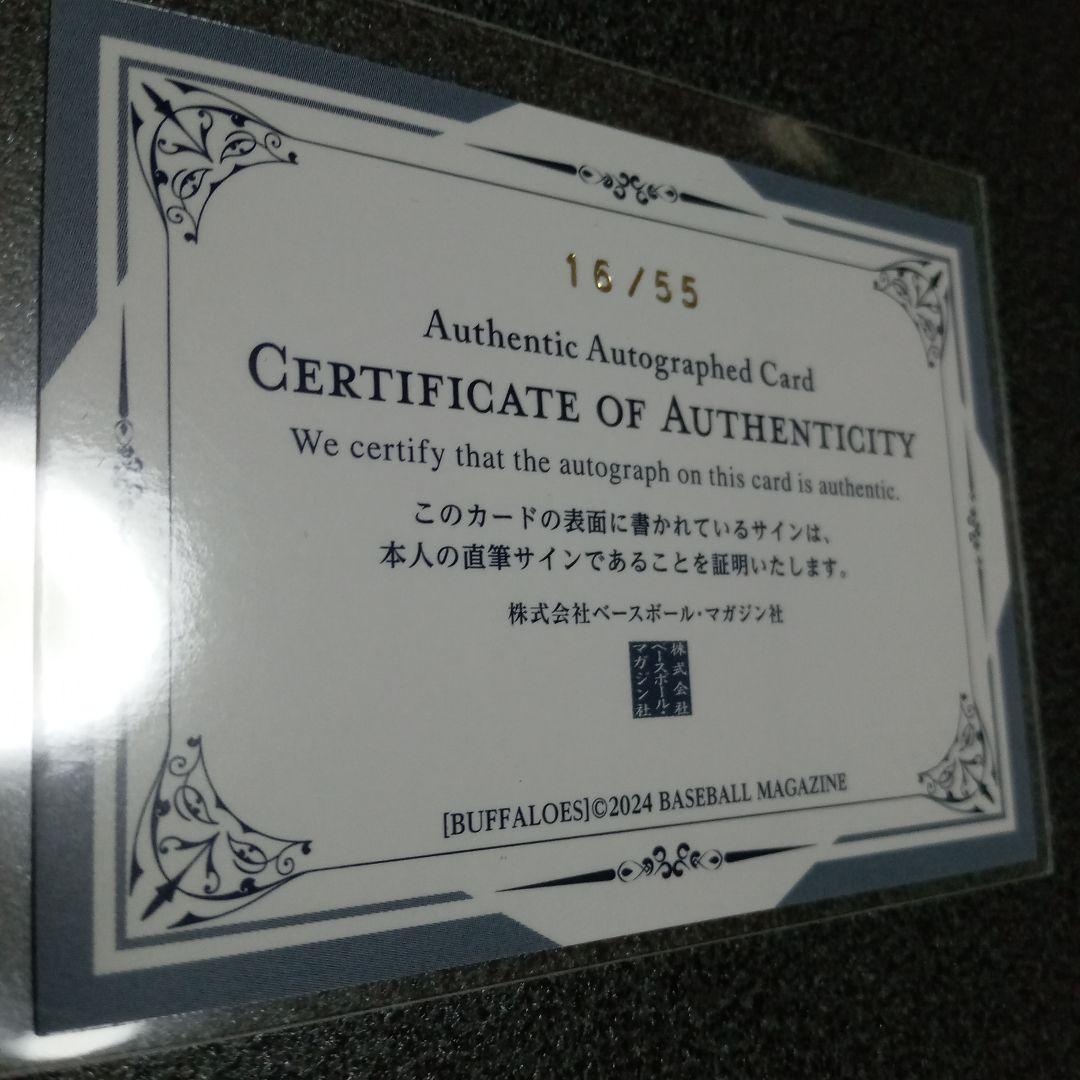 16/55
Authentic Autographed Card
CERTIFICATE OF AUTHENTICITY
We certify that the autograph on this card is authentic.
このカードの表面に書かれているサインは、
本人の直筆サインであることを証明いたします。
株式会社ベースボール・マガジン社
株式会社
ベースボール・
マガジン社
[BUFFALOES]©2024 BASEBALL MAGAZINE